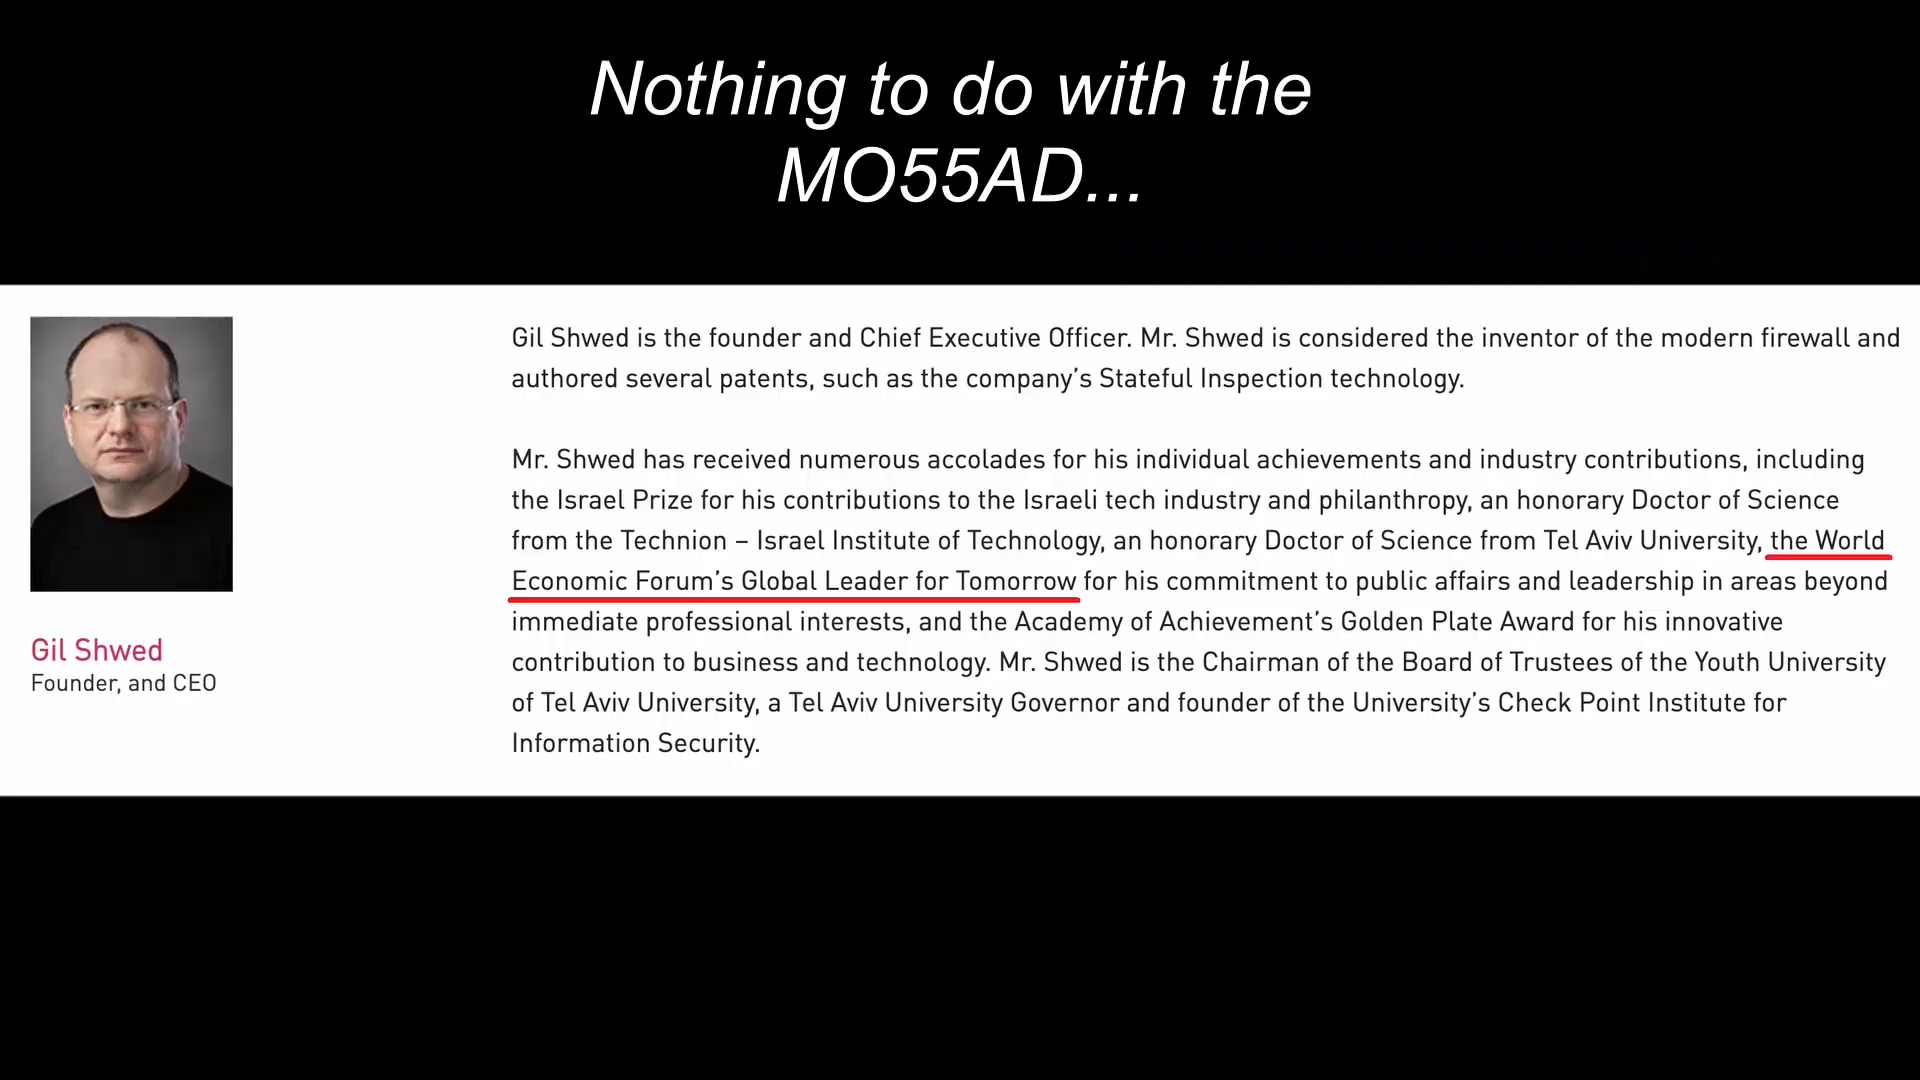 Nothing to do with the
MO55AD...
Gil Shwed
Founder, and CEO
Gil Shwed is the founder and Chief Executive Officer. Mr. Shwed is considered the inventor of the modern firewall and
authored several patents, such as the company’s Stateful Inspection technology.
Mr. Shwed has received numerous accolades for his individual achievements and industry contributions, including
the Israel Prize for his contributions to the Israeli tech industry and philanthropy, an honorary Doctor of Science
from the Technion – Israel Institute of Technology, an honorary Doctor of Science from Tel Aviv University, the World
Economic Forum’s Global Leader for Tomorrow for his commitment to public affairs and leadership in areas beyond
immediate professional interests, and the Academy of Achievement’s Golden Plate Award for his innovative
contribution to business and technology. Mr. Shwed is the Chairman of the Board of Trustees of the Youth University
of Tel Aviv University, a Tel Aviv University Governor and founder of the University’s Check Point Institute for
Information Security.